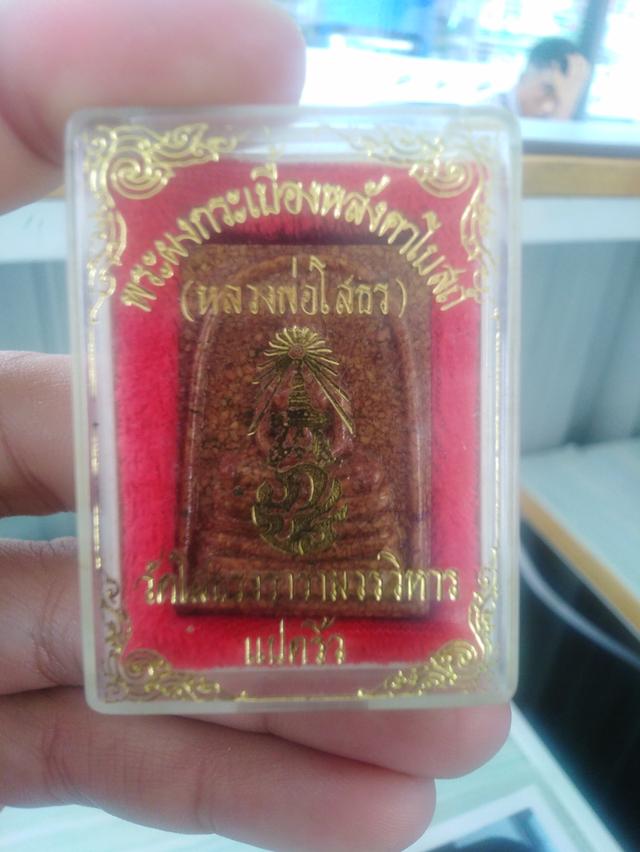 พระผงกระเบื้องหลังคาโบสถ์
(หลวงพ่อโสธร)
วัดโสธรวรารามวรวิหาร
แปดริ้ว